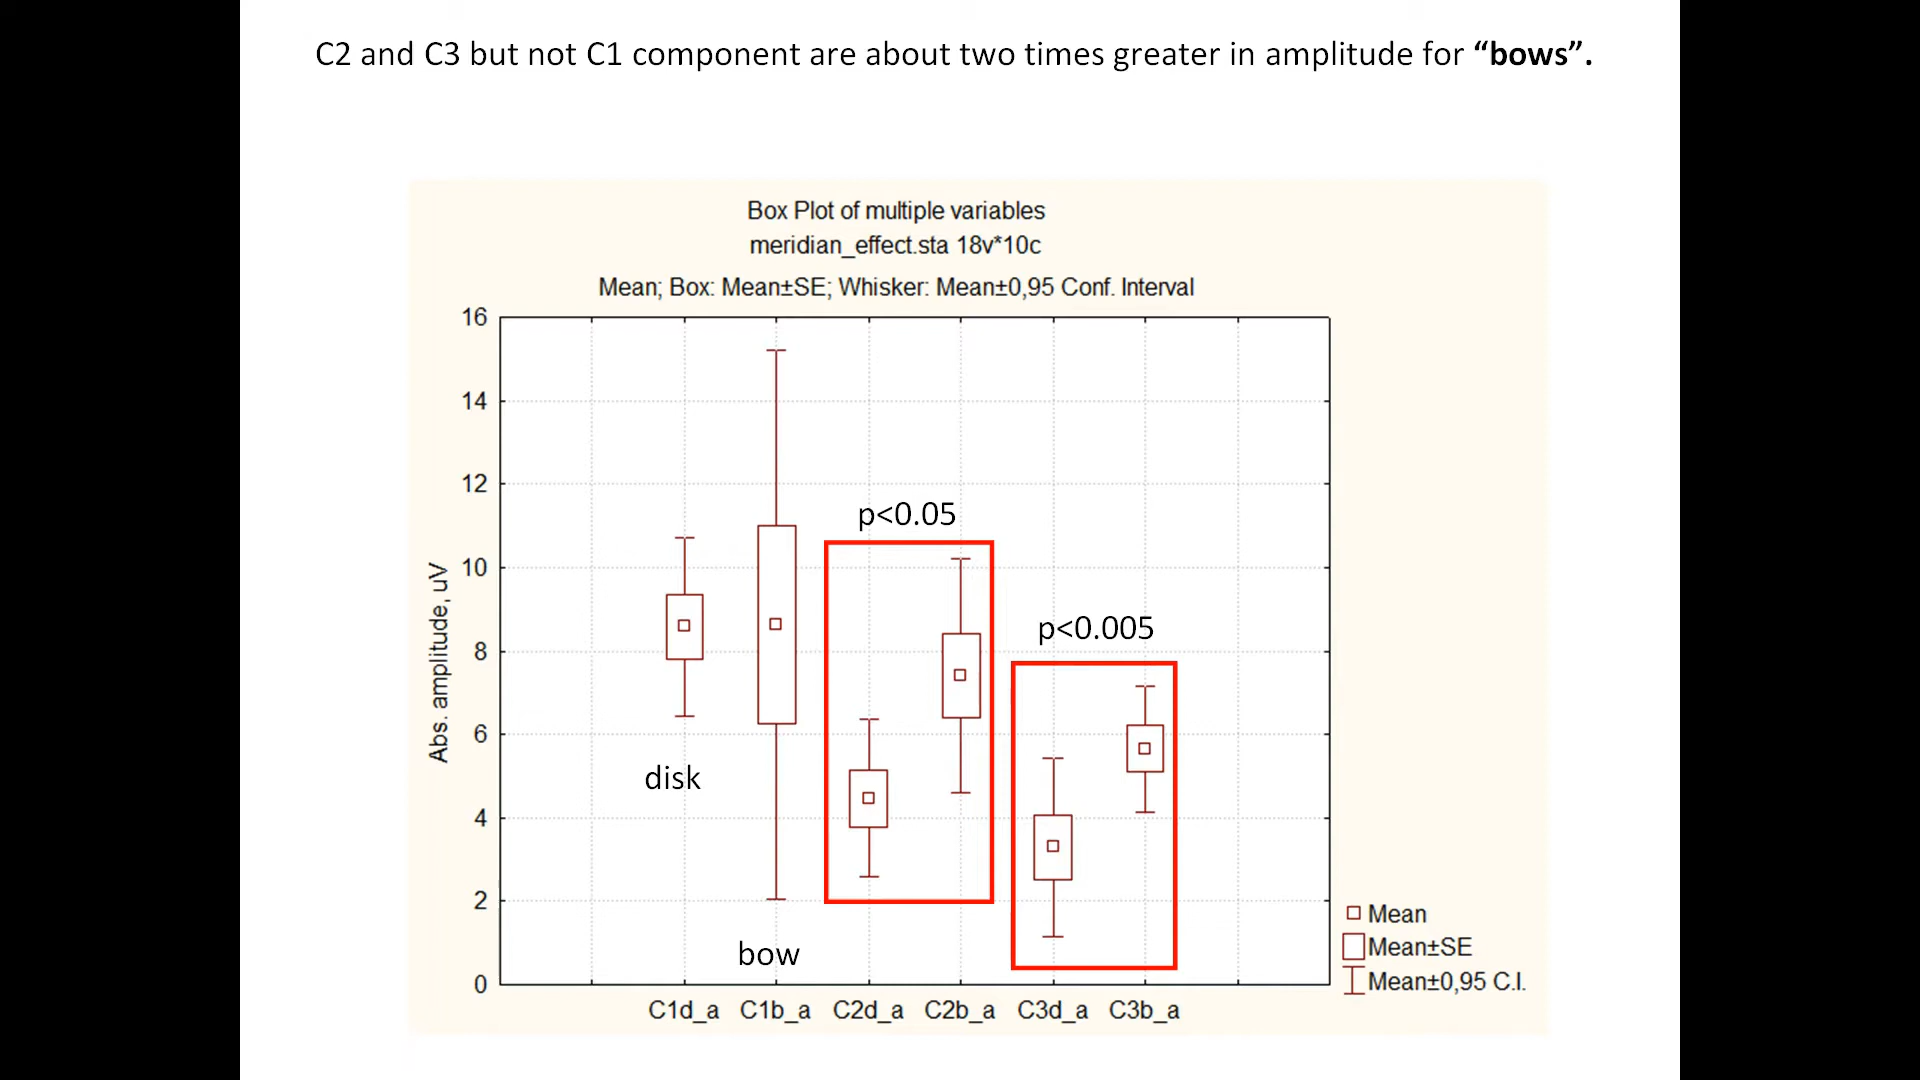 C2 and C3 but not C1 component are about two times greater in amplitude for “bows”.
Box Plot of multiple variables
meridian_effect.sta 18v*10c
Mean; Box: Mean±SE; Whisker: Mean±0,95 Conf. Interval
16
14
12
10
8
6
4
2
0
Abs. amplitude, uV
p<0.05
p<0.005
disk
bow
C1d_a C1b_a C2d_a C2b_a C3d_a C3b_a
Mean
Mean±SE
Mean±0,95 C.I.